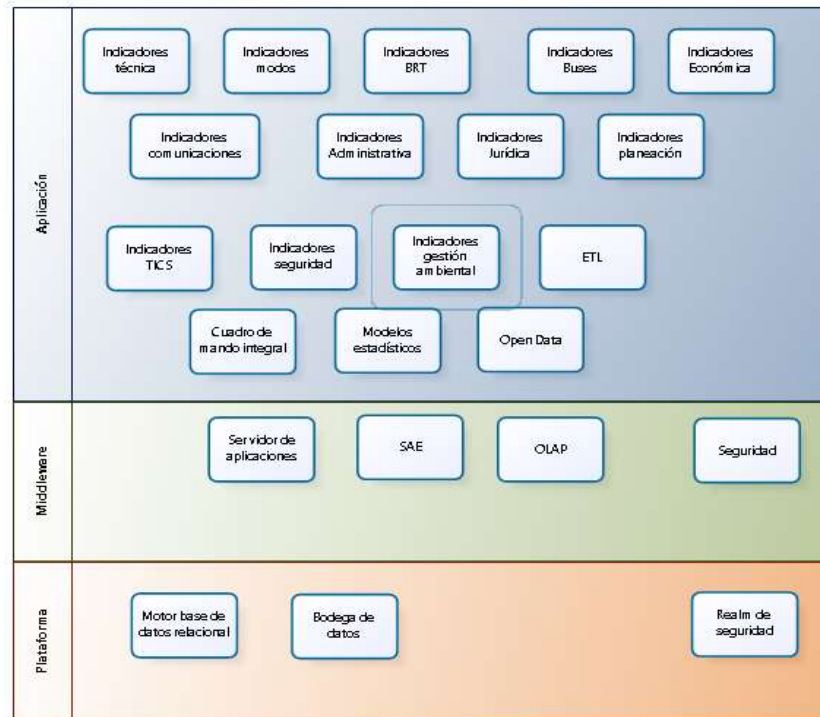 Aplicación
Indicadores
técnica
Indicadores
modos
Indicadores
BRT
Indicadores
Buses
Indicadores
Económica
Indicadores
comunicaciones
Indicadores
Administrativa
Indicadores
Jurídica
Indicadores
planeación
Indicadores
TICS
Indicadores
seguridad
Indicadores
gestión
ambiental
ETL
Cuadro de
mando integral
Modelos
estadísticos
Open Data
Middleware
Servidor de
aplicaciones
SAE
OLAP
Seguridad
Plataforma
Motor base de
datos relacional
Bodega de
datos
Realm de
seguridad